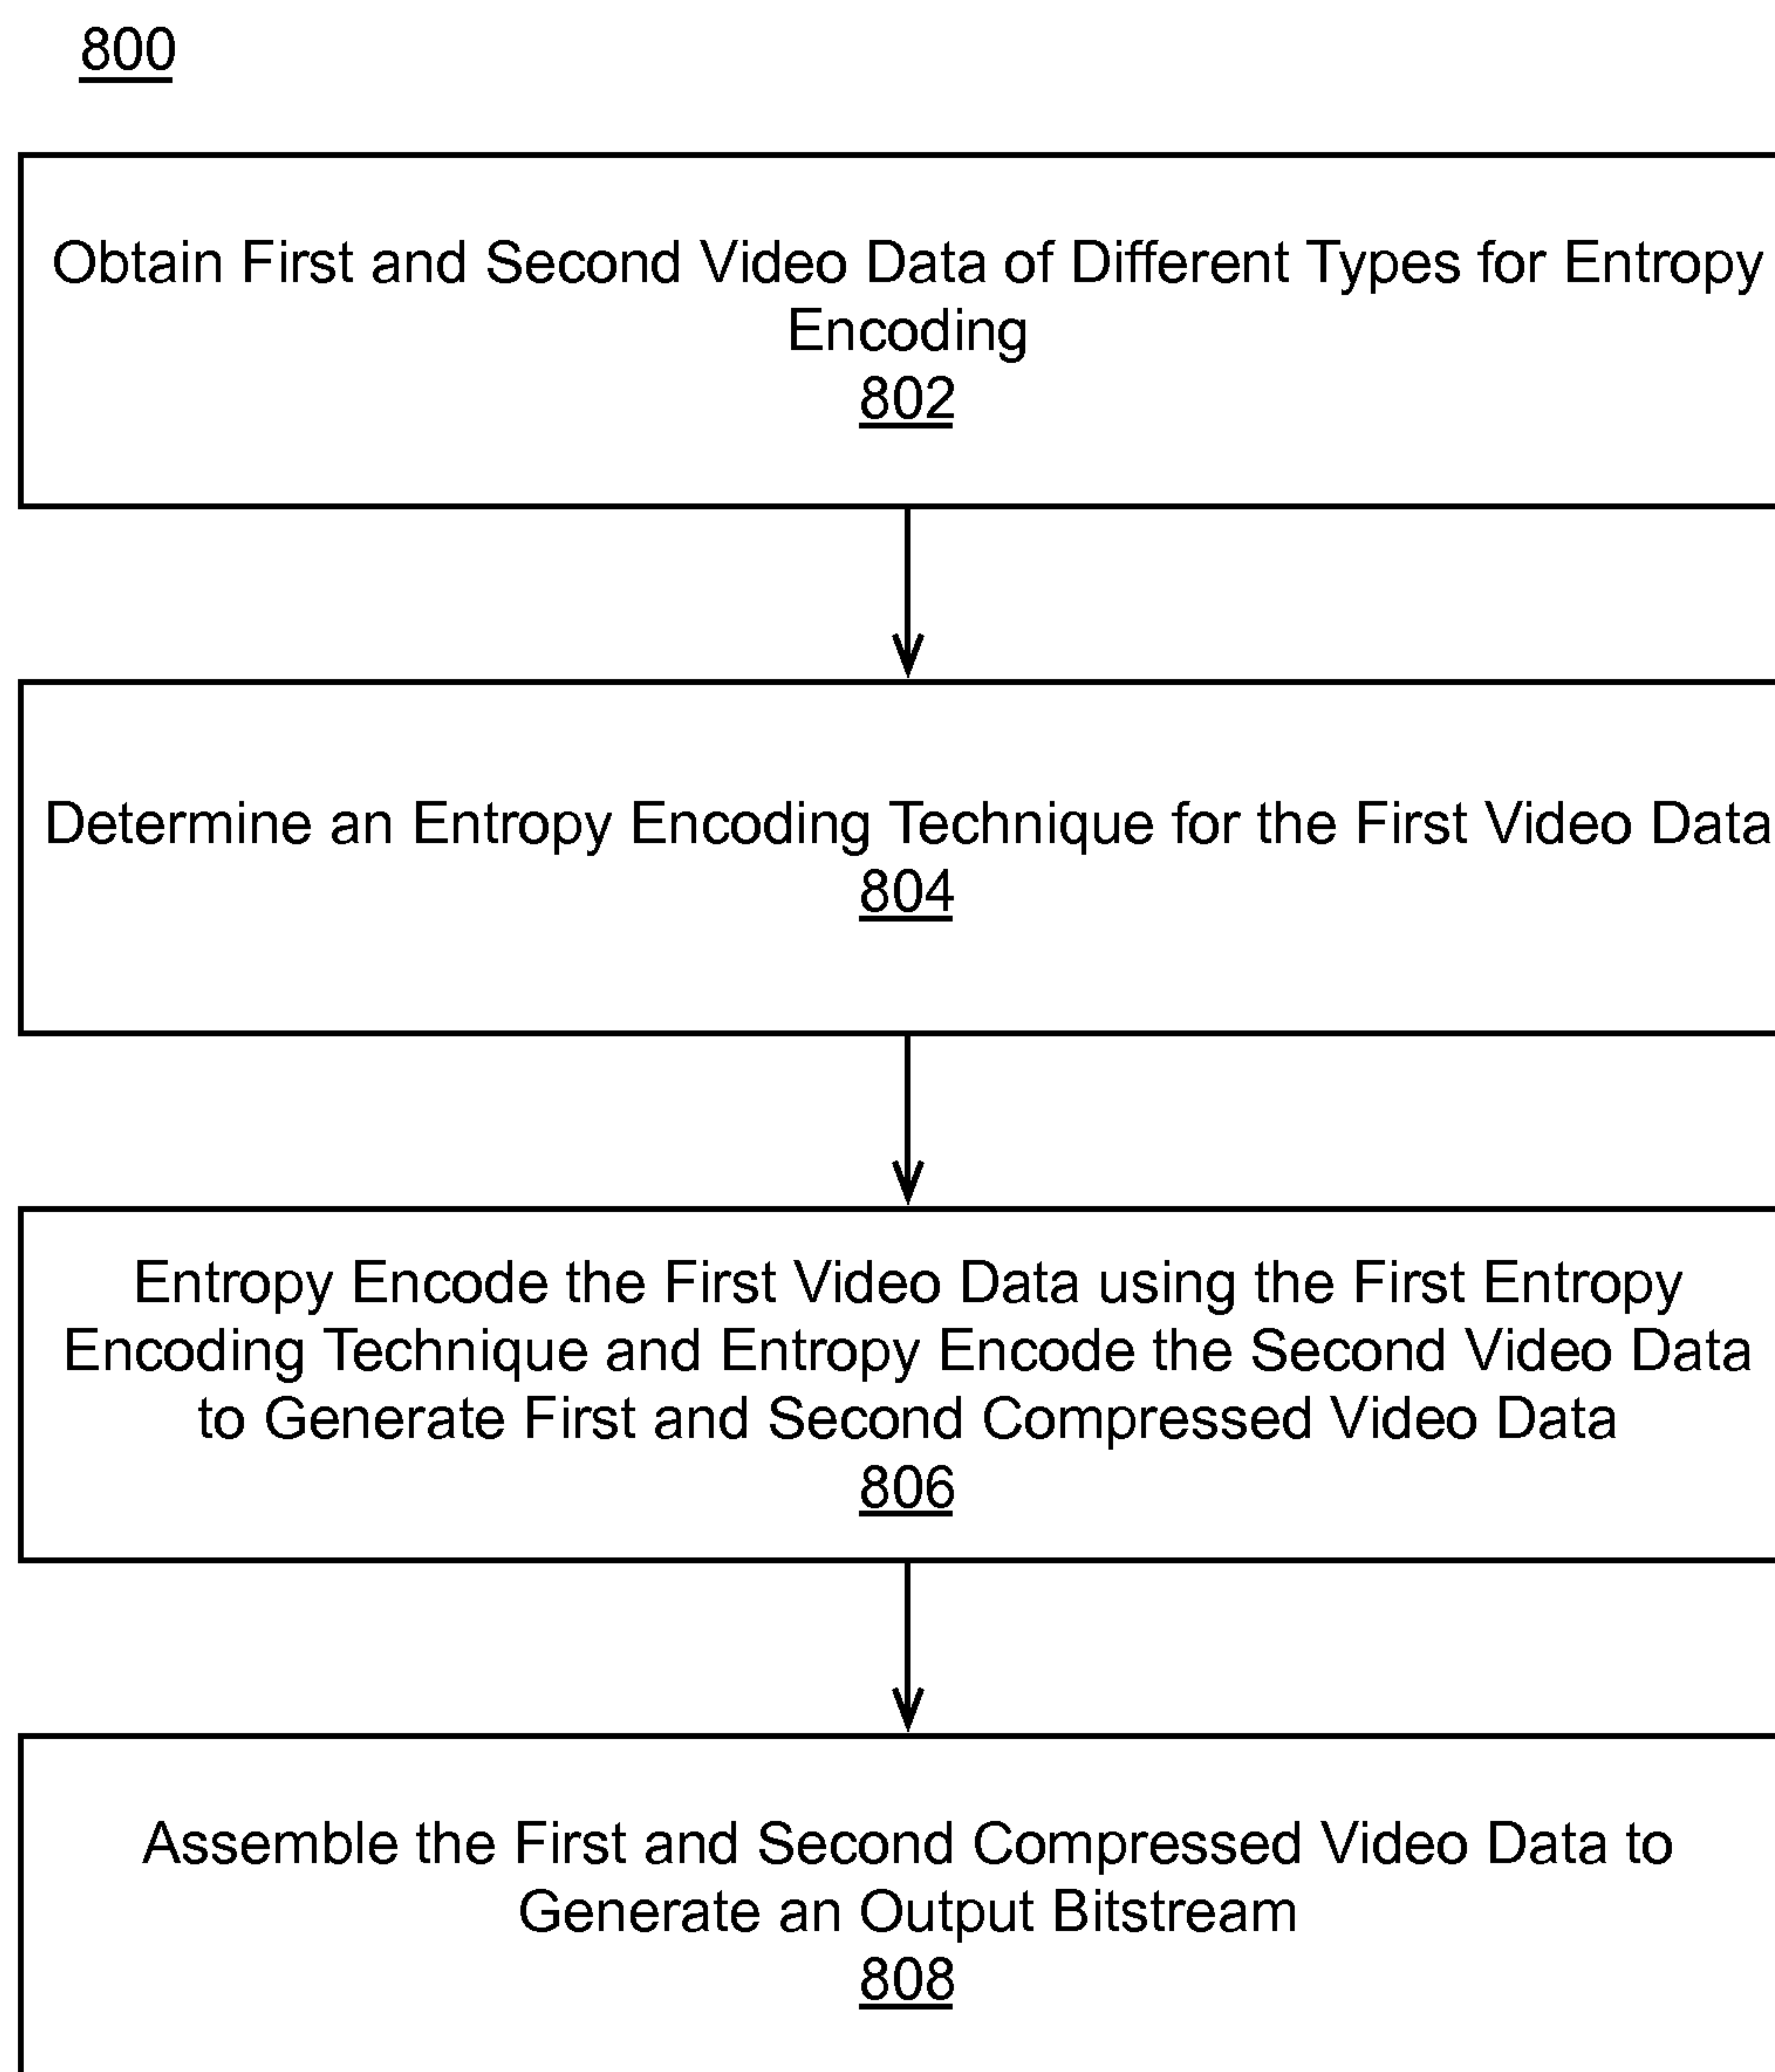 800
Obtain First and Second Video Data of Different Types for Entropy
Encoding
802
Determine an Entropy Encoding Technique for the First Video Data
804
Entropy Encode the First Video Data using the First Entropy
Encoding Technique and Entropy Encode the Second Video Data
to Generate First and Second Compressed Video Data
806
Assemble the First and Second Compressed Video Data to
Generate an Output Bitstream
808